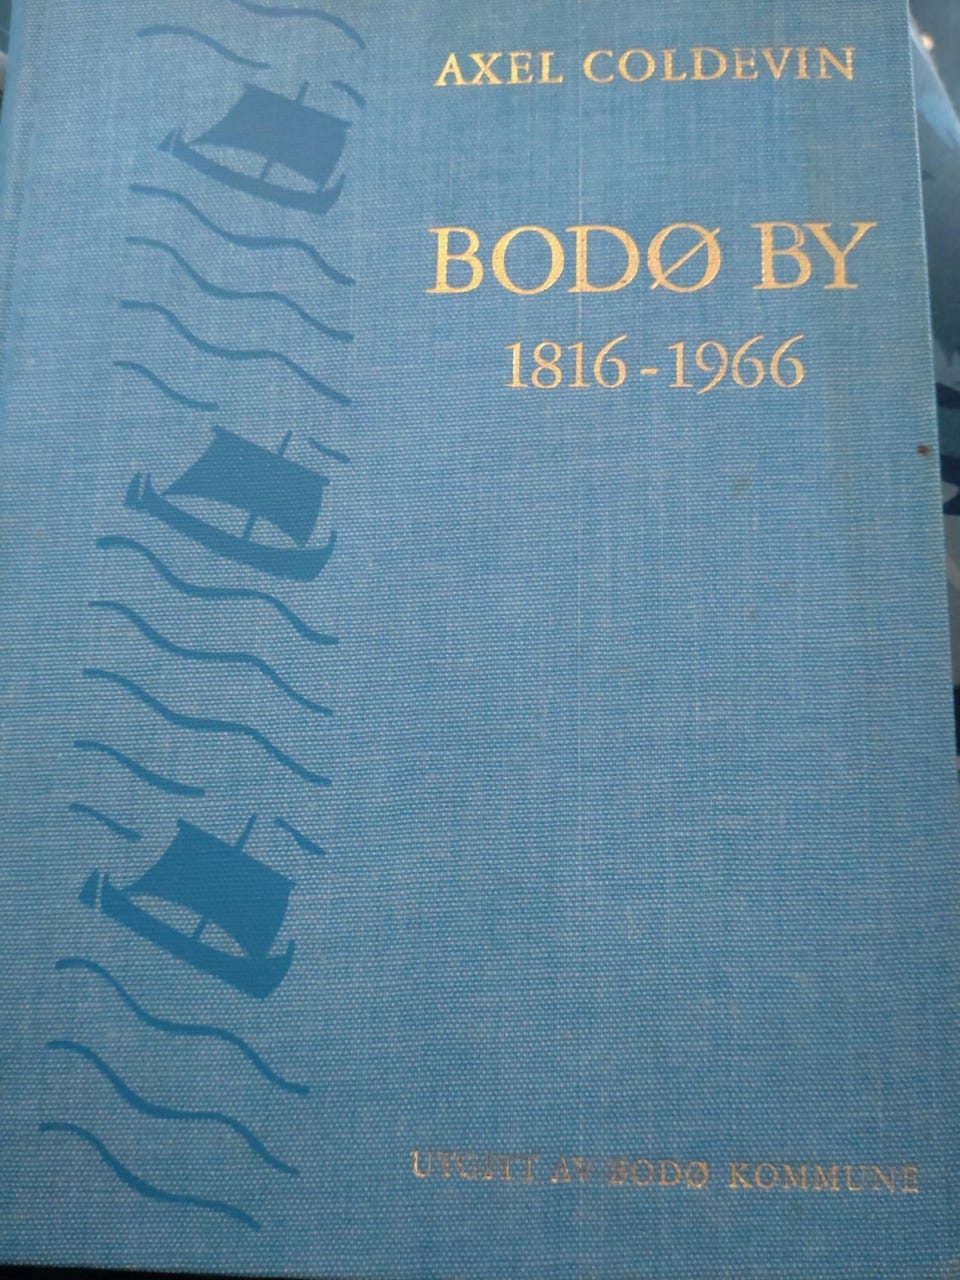 AXEL COLDEVIN
BODØ BY
1816-1966
UTGITT AV BODØ KOMMUNE